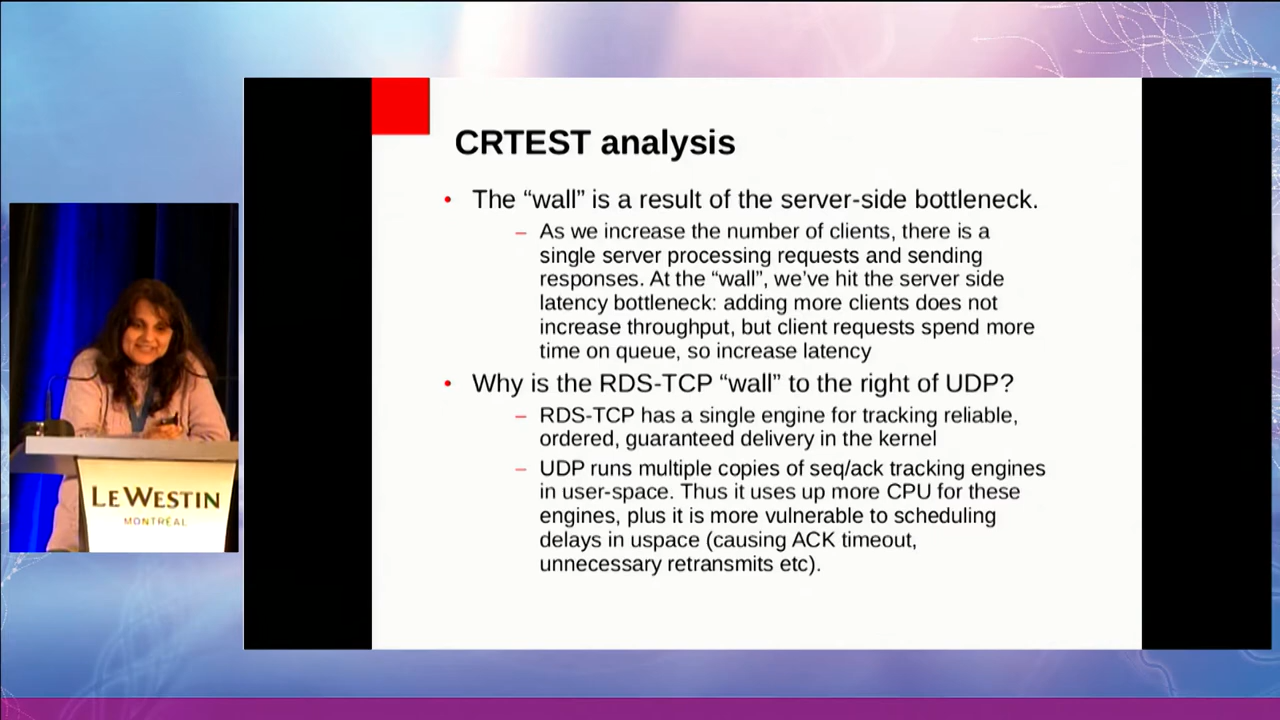 CRTEST analysis
• The “wall” is a result of the server-side bottleneck.
– As we increase the number of clients, there is a
single server processing requests and sending
responses. At the “wall”, we’ve hit the server side
latency bottleneck: adding more clients does not
increase throughput, but client requests spend more
time on queue, so increase latency
• Why is the RDS-TCP “wall” to the right of UDP?
– RDS-TCP has a single engine for tracking reliable,
ordered, guaranteed delivery in the kernel
– UDP runs multiple copies of seq/ack tracking engines
in user-space. Thus it uses up more CPU for these
engines, plus it is more vulnerable to scheduling
delays in uspace (causing ACK timeout,
unnecessary retransmits etc).
LE WESTIN
MONTRÉAL